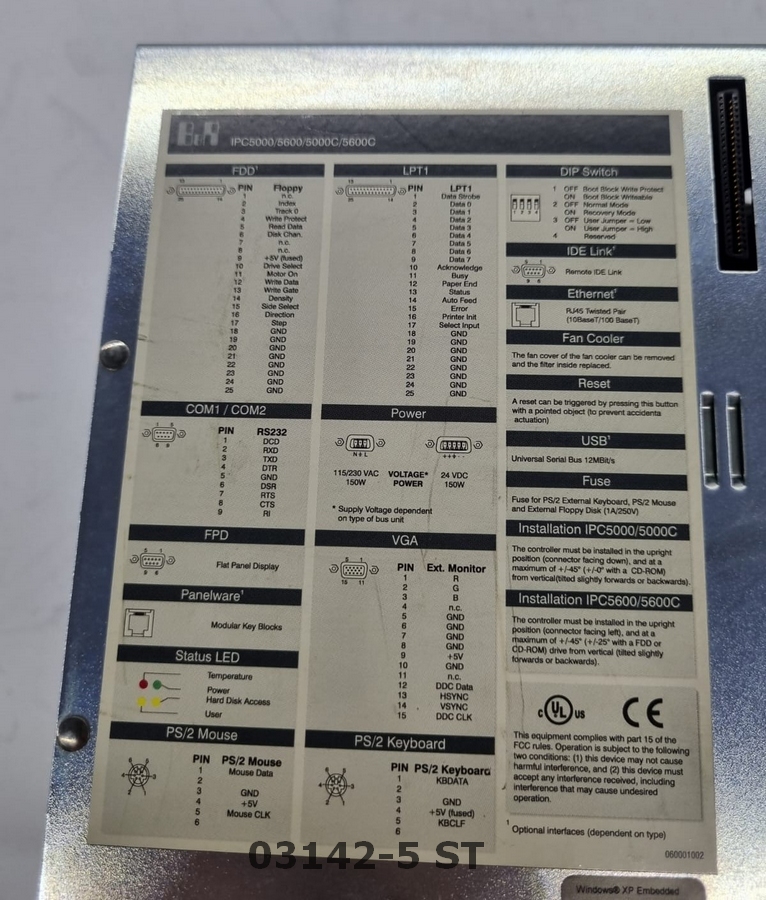 B&R IPC5000/5600/5000C/5600C
FDD¹
PIN Floppy
1 n.c.
2 Index
3 Track 0
4 Write Protect
5 Read Data
6 Disk Chan.
7 n.c.
8 n.c.
9 +5V (fused)
10 Drive Select
11 Motor On
12 Write Data
13 Write Gate
14 Density
15 Side Select
16 Direction
17 Step
18 GND
19 GND
20 GND
21 GND
22 GND
23 GND
24 GND
25 GND
COM1 / COM2
PIN RS232
1 DCD
2 RXD
3 TXD
4 DTR
5 GND
6 DSR
7 RTS
8 CTS
9 RI
FPD
Flat Panel Display
Panelware¹
Modular Key Blocks
Status LED
Temperature
Power
Hard Disk Access
User
PS/2 Mouse
PIN PS/2 Mouse
1 Mouse Data
2
3 GND
4 +5V
5 Mouse CLK
6
LPT1
PIN LPT1
1 Data Strobe
2 Data 0
3 Data 1
4 Data 2
5 Data 3
6 Data 4
7 Data 5
8 Data 6
9 Data 7
10 Acknowledge
11 Busy
12 Paper End
13 Status
14 Auto Feed
15 Error
16 Printer Init
17 Select Input
18 GND
19 GND
20 GND
21 GND
22 GND
23 GND
24 GND
25 GND
Power
N ⏚ L
+++--
115/230 VAC VOLTAGE* 24 VDC
150W POWER 150W
* Supply Voltage dependent
on type of bus unit
VGA
PIN Ext. Monitor
1 R
2 G
3 B
4 n.c.
5 GND
6 GND
7 GND
8 GND
9 +5V
10 GND
11 n.c.
12 DDC Data
13 HSYNC
14 VSYNC
15 DDC CLK
PS/2 Keyboard
PIN PS/2 Keyboard
1 KBDATA
2
3 GND
4 +5V (fused)
5 KBCLF
6
DIP Switch
1 OFF Boot Block Write Protect
ON Boot Block Writeable
2 OFF Normal Mode
ON Recovery Mode
3 OFF User Jumper = Low
ON User Jumper = High
4 Reserved
IDE Link¹
Remote IDE Link
Ethernet¹
RJ45 Twisted Pair
(10BaseT/100 BaseT)
Fan Cooler
The fan cover of the fan cooler can be removed
and the filter inside replaced.
Reset
A reset can be triggered by pressing this button
with a pointed object (to prevent accidenta
actuation)
USB¹
Universal Serial Bus 12MBit/s
Fuse
Fuse for PS/2 External Keyboard, PS/2 Mouse
and External Floppy Disk (1A/250V)
Installation IPC5000/5000C
The controller must be installed in the upright
position (connector facing down), and at a
maximum of +/-45° (+/-0° with a CD-ROM)
from vertical(tilted slightly forwards or backwards).
Installation IPC5600/5600C
The controller must be installed in the upright
position (connector facing left), and at a
maximum of +/-45° (+/-25° with a FDD or
CD-ROM) drive from vertical (tilted slightly
forwards or backwards).
c UL us CE
This equipment complies with part 15 of the
FCC rules. Operation is subject to the following
two conditions: (1) this device may not cause
harmful interference, and (2) this device must
accept any interference received, including
interference that may cause undesired
operation.
¹ Optional interfaces (dependent on type)
060001002
03142-5 ST
Windows® XP Embedded